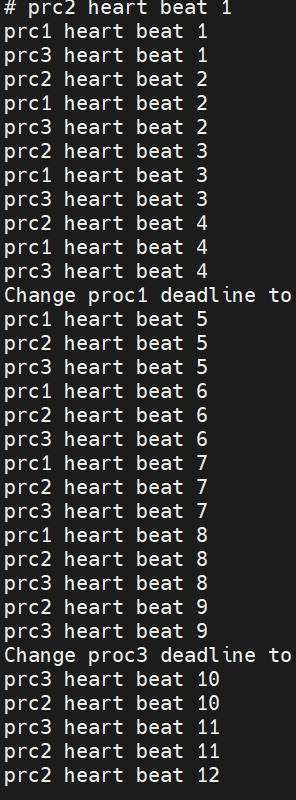 # prc2 heart beat 1
prc1 heart beat 1
prc3 heart beat 1
prc2 heart beat 2
prc1 heart beat 2
prc3 heart beat 2
prc2 heart beat 3
prc1 heart beat 3
prc3 heart beat 3
prc2 heart beat 4
prc1 heart beat 4
prc3 heart beat 4
Change proc1 deadline to
prc1 heart beat 5
prc2 heart beat 5
prc3 heart beat 5
prc1 heart beat 6
prc2 heart beat 6
prc3 heart beat 6
prc1 heart beat 7
prc2 heart beat 7
prc3 heart beat 7
prc1 heart beat 8
prc2 heart beat 8
prc3 heart beat 8
prc2 heart beat 9
prc3 heart beat 9
Change proc3 deadline to
prc3 heart beat 10
prc2 heart beat 10
prc3 heart beat 11
prc2 heart beat 11
prc2 heart beat 12